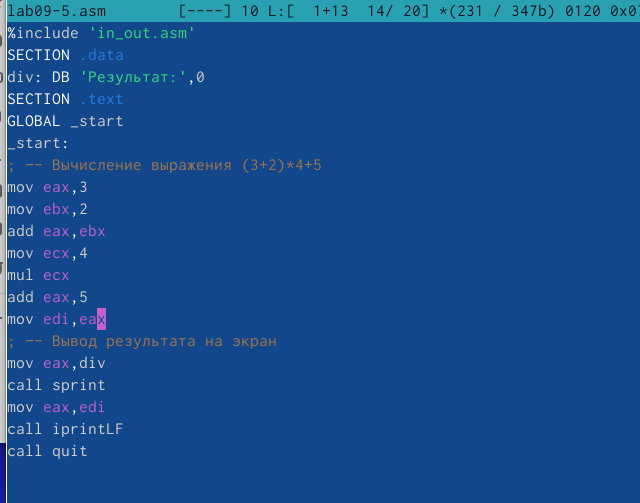 lab09-5.asm        [----] 10 L:[  1+13  14/ 20] *(231 / 347b) 0120 0x07
%include 'in_out.asm'
SECTION .data
div: DB 'Результат:',0
SECTION .text
GLOBAL _start
_start:
; -- Вычисление выражения (3+2)*4+5
mov eax,3
mov ebx,2
add eax,ebx
mov ecx,4
mul ecx
add eax,5
mov edi,eax
; -- Вывод результата на экран
mov eax,div
call sprint
mov eax,edi
call iprintLF
call quit